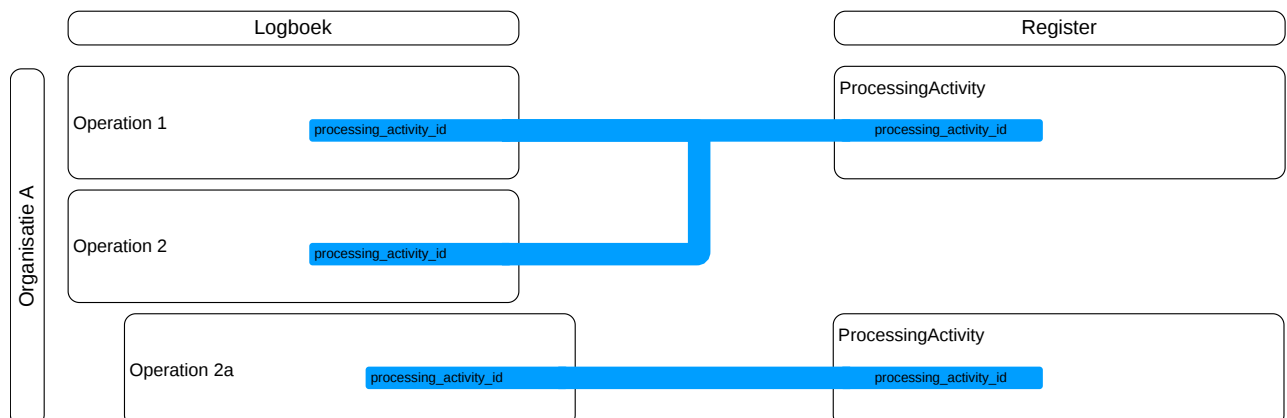 Logboek
Register
Organisatie A
ProcessingActivity
Operation 1
processing_activity_id
processing_activity_id
Operation 2
processing_activity_id
ProcessingActivity
Operation 2a
processing_activity_id
processing_activity_id